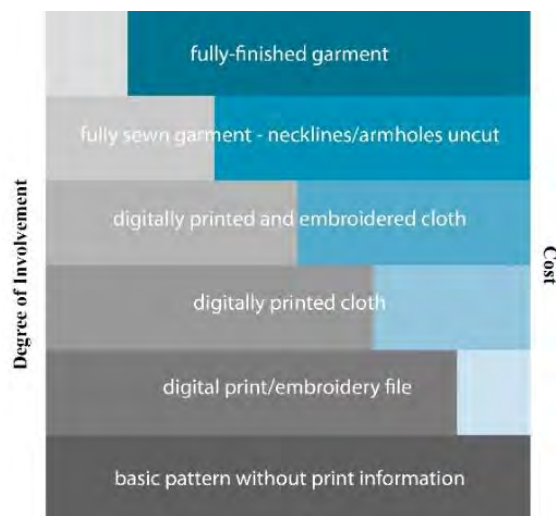 fully-finished garment
fully sewn garment - necklines/armholes uncut
digitally printed and embroidered cloth
digitally printed cloth
digital print/embroidery file
basic pattern without print information
Degree of Involvement
Cost